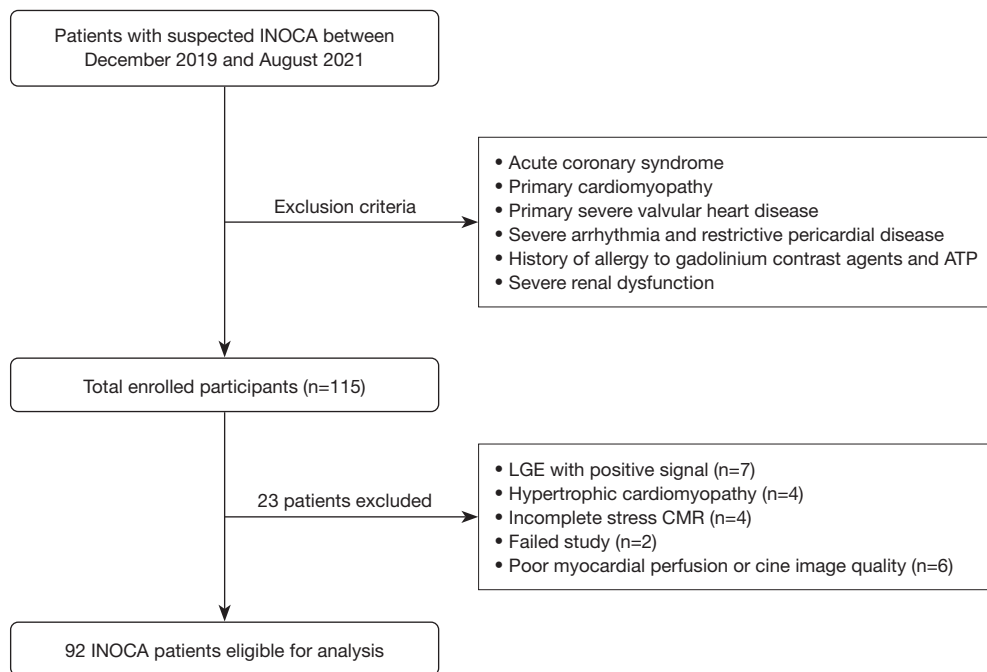 Patients with suspected INOCA between
December 2019 and August 2021
Exclusion criteria
• Acute coronary syndrome
• Primary cardiomyopathy
• Primary severe valvular heart disease
• Severe arrhythmia and restrictive pericardial disease
• History of allergy to gadolinium contrast agents and ATP
• Severe renal dysfunction
Total enrolled participants (n=115)
23 patients excluded
• LGE with positive signal (n=7)
• Hypertrophic cardiomyopathy (n=4)
• Incomplete stress CMR (n=4)
• Failed study (n=2)
• Poor myocardial perfusion or cine image quality (n=6)
92 INOCA patients eligible for analysis